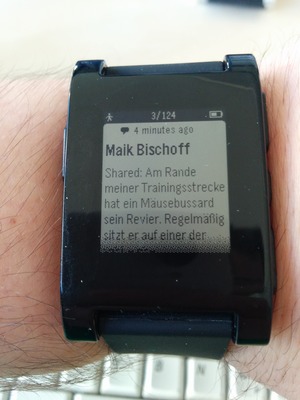 3/124
4 minutes ago
Maik Bischoff
Shared: Am Rande
meiner Trainingsstrecke
hat ein Mäusebussard
sein Revier. Regelmäßig
sitzt er auf einer der
B
N